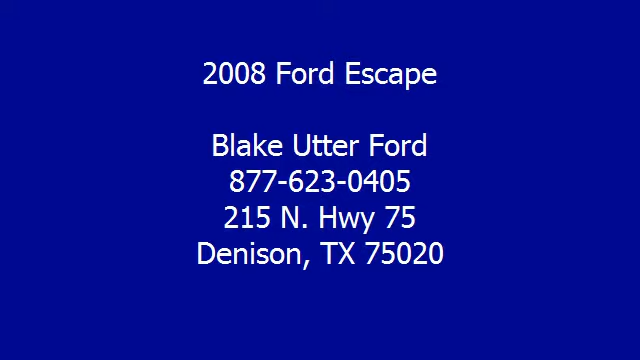 2008 Ford Escape
Blake Utter Ford
877-623-0405
215 N. Hwy 75
Denison, TX 75020